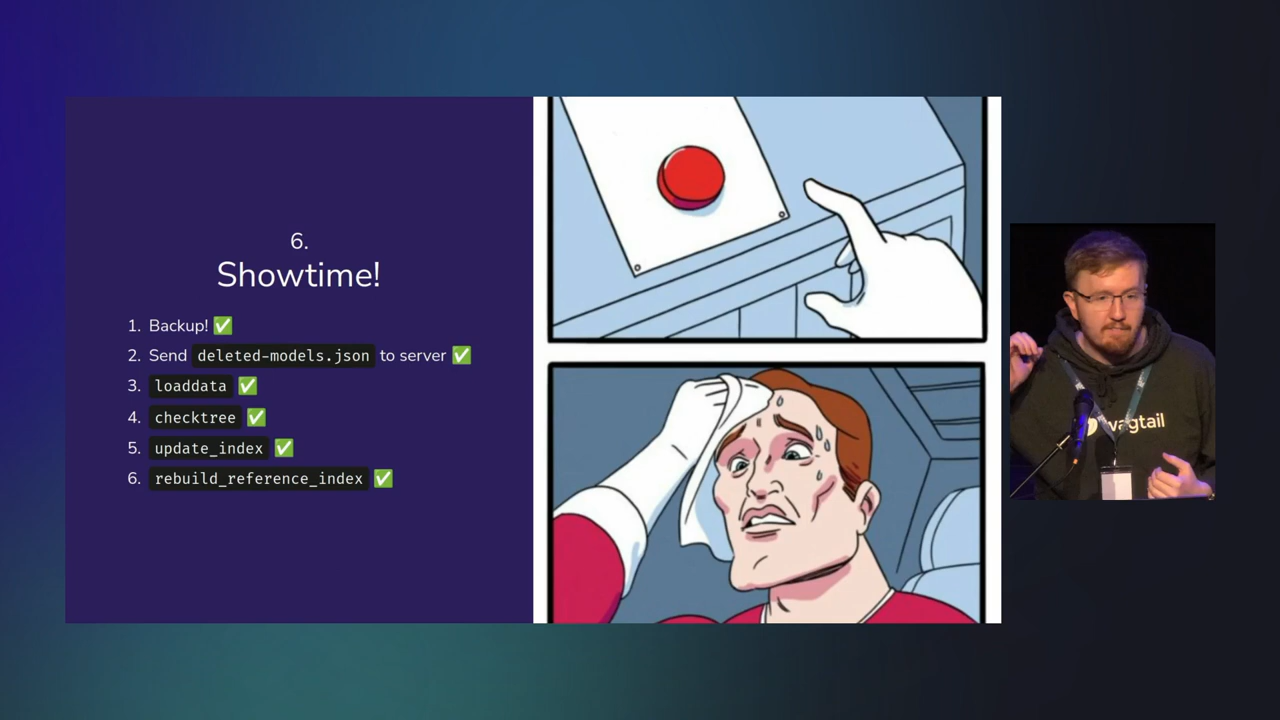 6.
Showtime!
1. Backup! ✅
2. Send deleted-models.json to server ✅
3. loaddata ✅
4. checktree ✅
5. update_index ✅
6. rebuild_reference_index ✅
wagtail